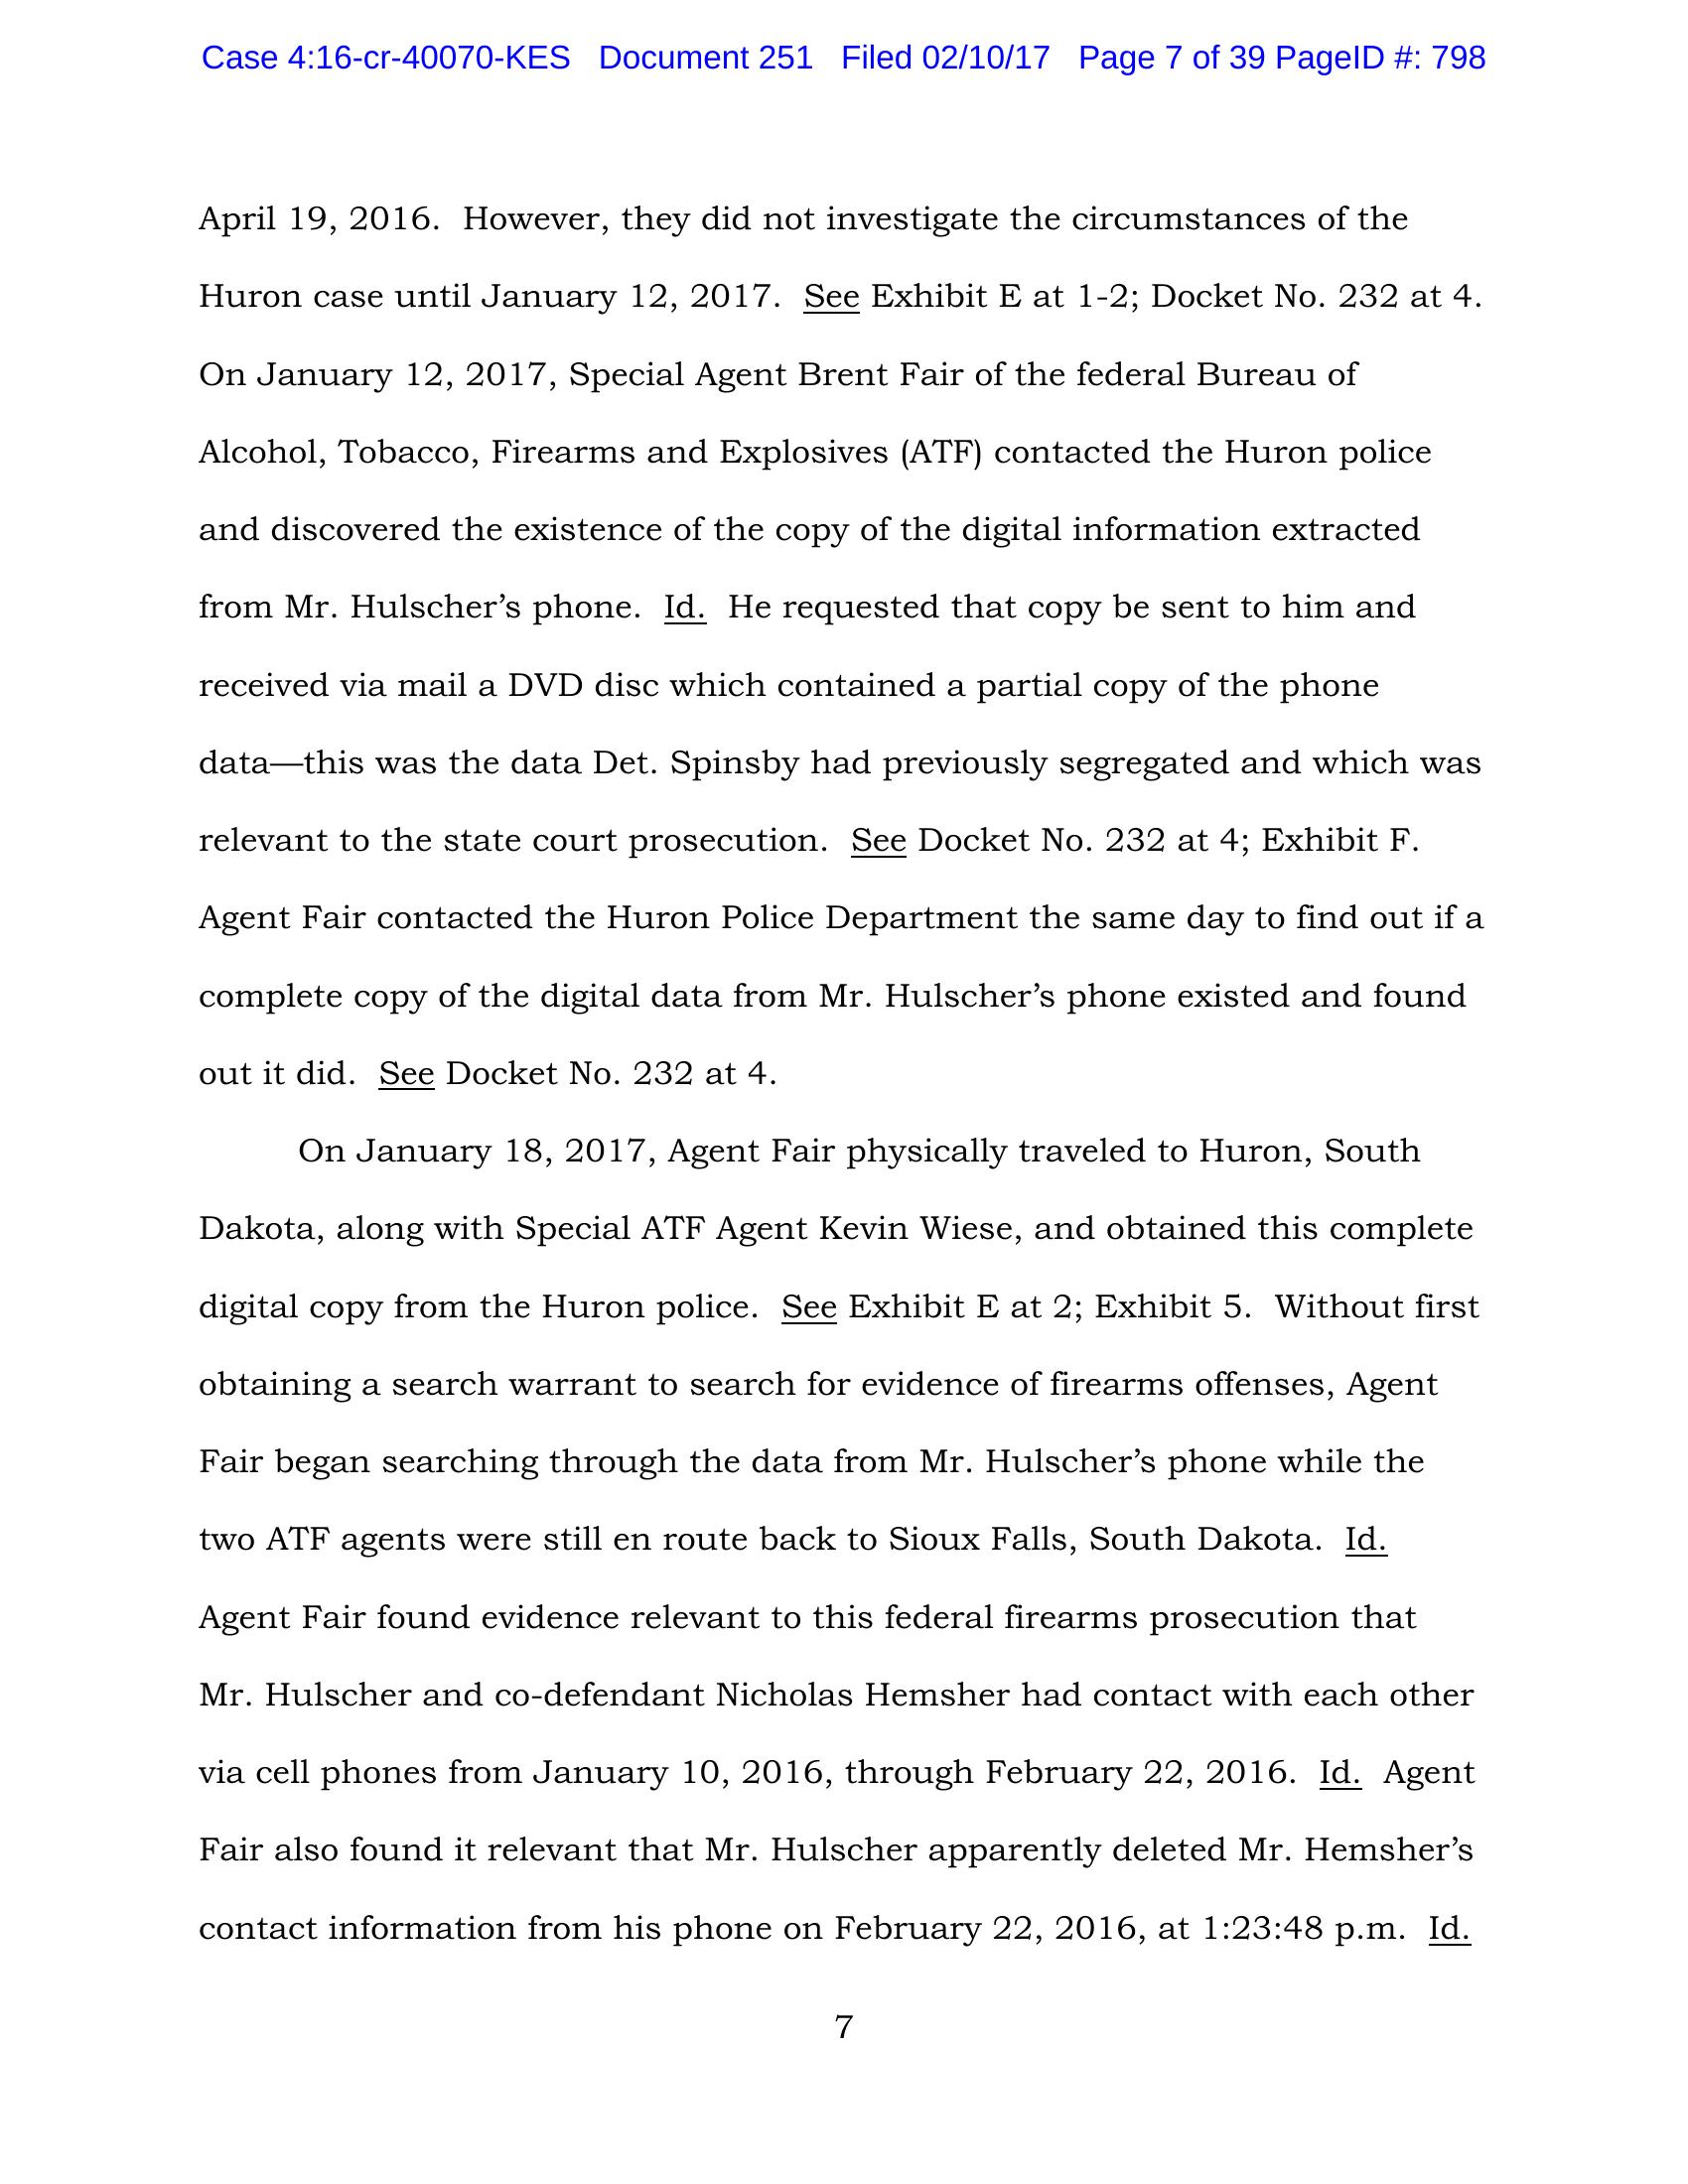 Case 4:16-cr-40070-KES Document 251 Filed 02/10/17 Page 7 of 39 PageID #: 798
April 19, 2016. However, they did not investigate the circumstances of the
Huron case until January 12, 2017. See Exhibit E at 1-2; Docket No. 232 at 4.
On January 12, 2017, Special Agent Brent Fair of the federal Bureau of
Alcohol, Tobacco, Firearms and Explosives (ATF) contacted the Huron police
and discovered the existence of the copy of the digital information extracted
from Mr. Hulscher’s phone. Id. He requested that copy be sent to him and
received via mail a DVD disc which contained a partial copy of the phone
data—this was the data Det. Spinsby had previously segregated and which was
relevant to the state court prosecution. See Docket No. 232 at 4; Exhibit F.
Agent Fair contacted the Huron Police Department the same day to find out if a
complete copy of the digital data from Mr. Hulscher’s phone existed and found
out it did. See Docket No. 232 at 4.
On January 18, 2017, Agent Fair physically traveled to Huron, South
Dakota, along with Special ATF Agent Kevin Wiese, and obtained this complete
digital copy from the Huron police. See Exhibit E at 2; Exhibit 5. Without first
obtaining a search warrant to search for evidence of firearms offenses, Agent
Fair began searching through the data from Mr. Hulscher’s phone while the
two ATF agents were still en route back to Sioux Falls, South Dakota. Id.
Agent Fair found evidence relevant to this federal firearms prosecution that
Mr. Hulscher and co-defendant Nicholas Hemsher had contact with each other
via cell phones from January 10, 2016, through February 22, 2016. Id. Agent
Fair also found it relevant that Mr. Hulscher apparently deleted Mr. Hemsher’s
contact information from his phone on February 22, 2016, at 1:23:48 p.m. Id.
7